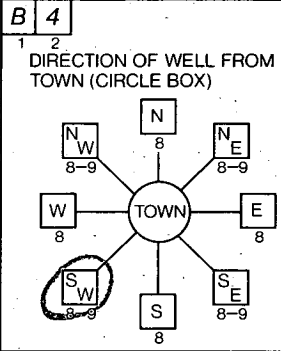 B 4
1 2
DIRECTION OF WELL FROM
TOWN (CIRCLE BOX)
N
8
NW
8-9
NE
8-9
W
8
TOWN
E
8
SW
8-9
S
8
SE
8-9